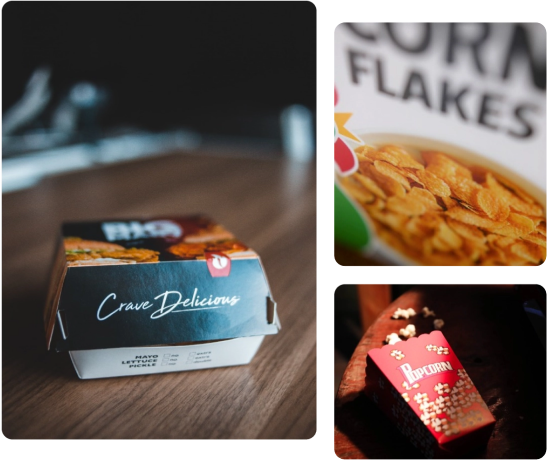 BIG
Crave Delicious
MAYO
LETTUCE
PICKLE
CORN
FLAKES
POPCORN